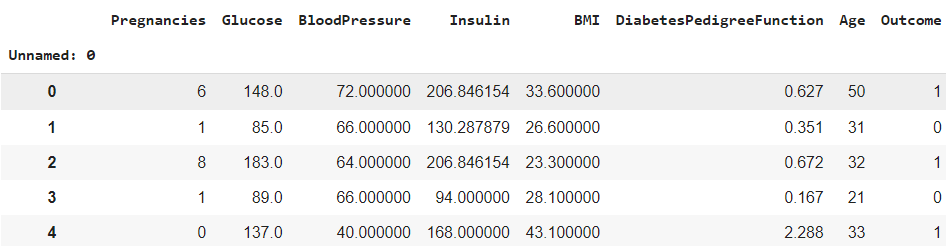 Pregnancies Glucose BloodPressure Insulin BMI DiabetesPedigreeFunction Age Outcome
Unnamed: 0
0 6 148.0 72.000000 206.846154 33.600000 0.627 50 1
1 1 85.0 66.000000 130.287879 26.600000 0.351 31 0
2 8 183.0 64.000000 206.846154 23.300000 0.672 32 1
3 1 89.0 66.000000 94.000000 28.100000 0.167 21 0
4 0 137.0 40.000000 168.000000 43.100000 2.288 33 1